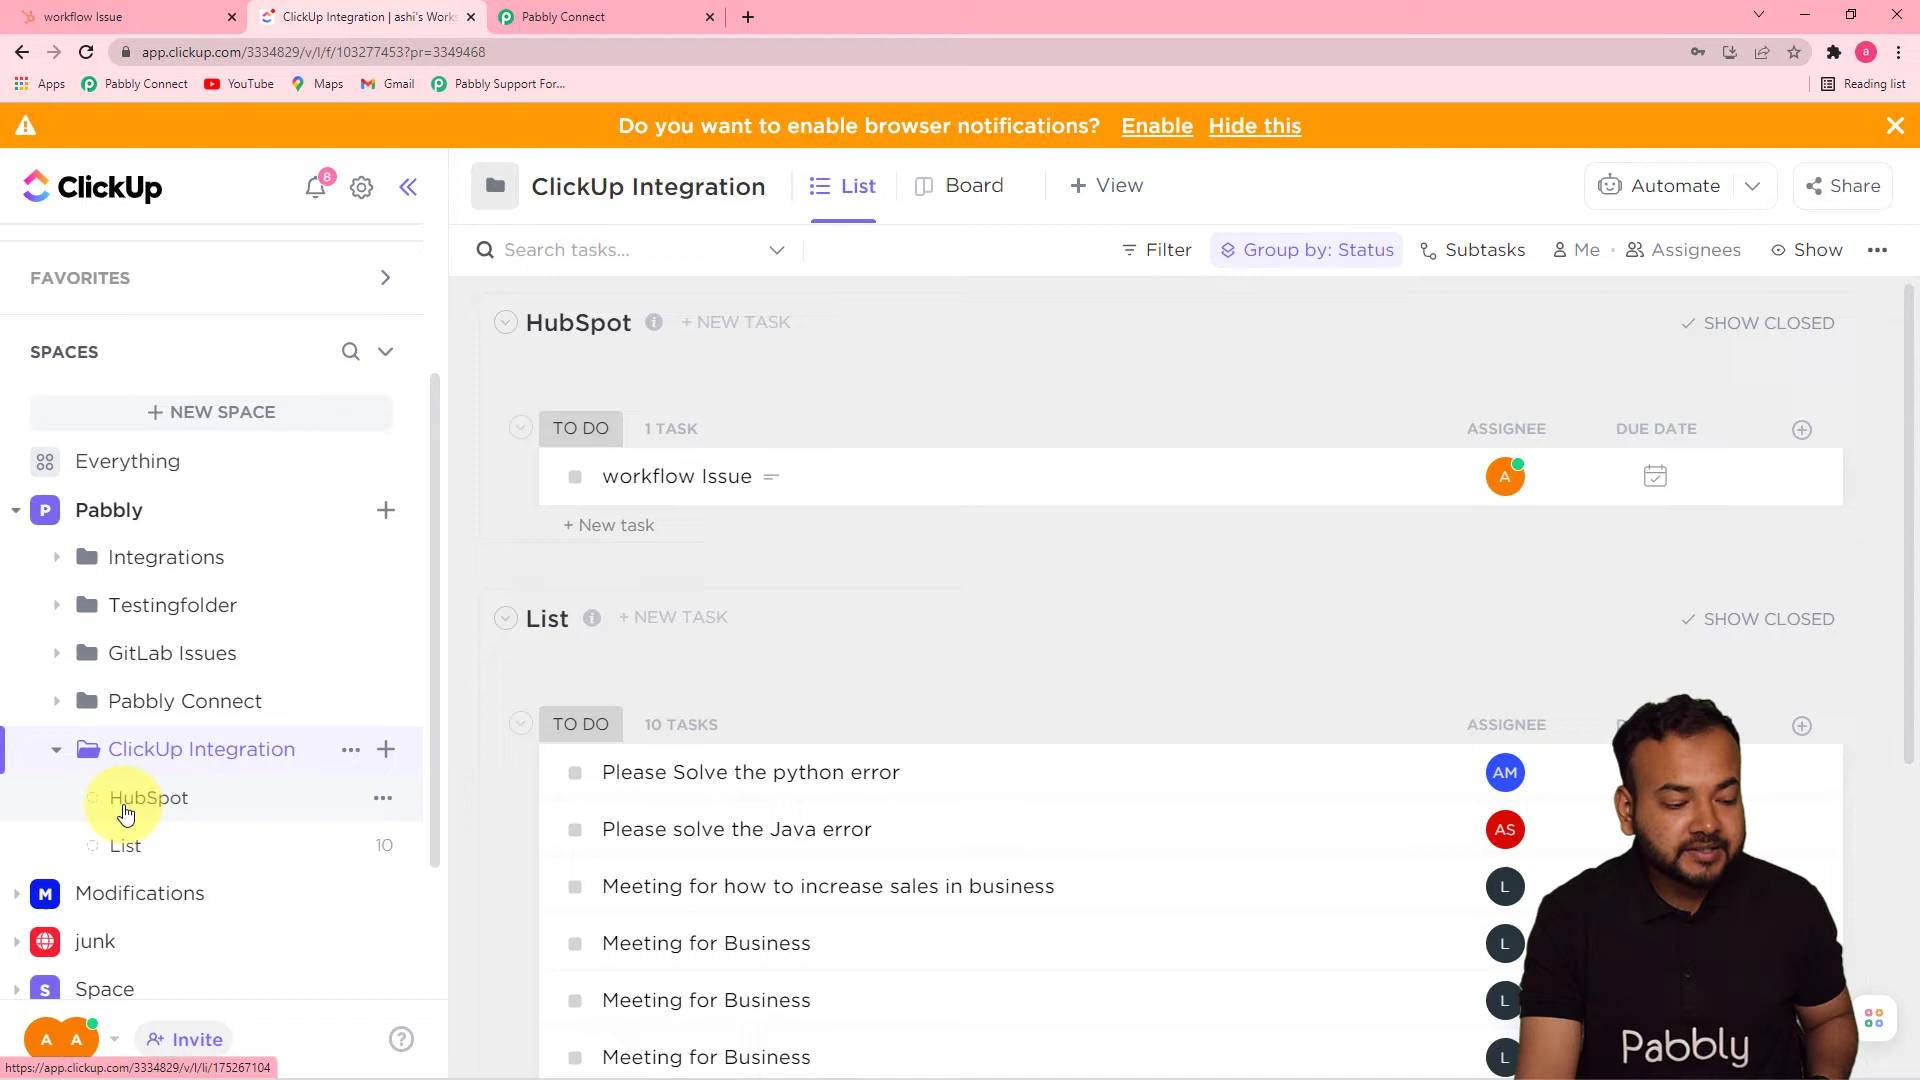 workflow Issue
ClickUp Integration | ashi's Works
Pabbly Connect
app.clickup.com/3334829/v/l/f/103277453?pr=3349468
a
Apps
Pabbly Connect
YouTube
Maps
Gmail
Pabbly Support For...
Reading list
Do you want to enable browser notifications? Enable Hide this
ClickUp
8
ClickUp Integration
List
Board
+ View
Automate
Share
Search tasks...
Filter
Group by: Status
Subtasks
Me
Assignees
Show
FAVORITES
SPACES
+ NEW SPACE
Everything
P Pabbly
Integrations
Testingfolder
GitLab Issues
Pabbly Connect
ClickUp Integration
HubSpot
List 10
M Modifications
junk
S Space
A A Invite
https://app.clickup.com/3334829/v/l/li/175267104
HubSpot + NEW TASK SHOW CLOSED
TO DO 1 TASK ASSIGNEE DUE DATE
workflow Issue A
+ New task
List + NEW TASK SHOW CLOSED
TO DO 10 TASKS ASSIGNEE
Please Solve the python error AM
Please solve the Java error AS
Meeting for how to increase sales in business L
Meeting for Business L
Meeting for Business L
Meeting for Business L
Pabbly